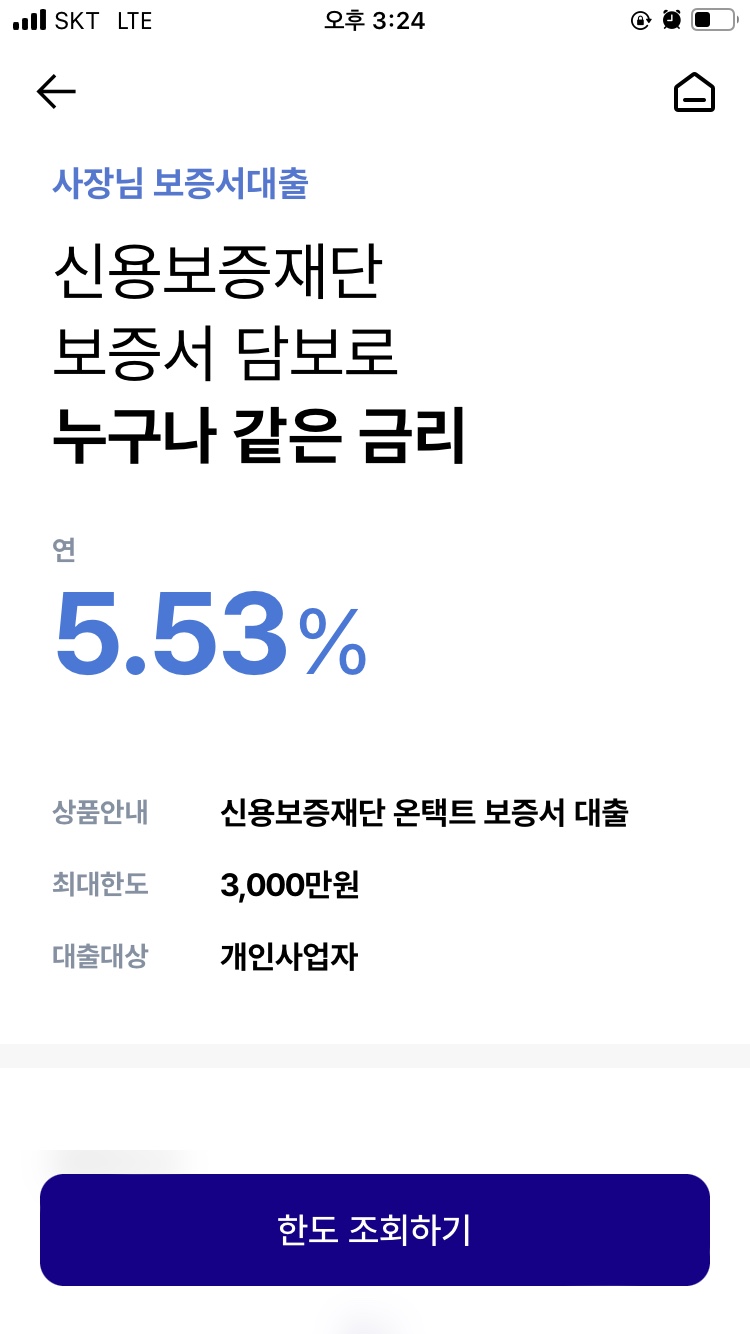 SKT LTE 오후 3:24
사장님 보증서대출
신용보증재단
보증서 담보로
누구나 같은 금리
연
5.53%
상품안내 신용보증재단 온택트 보증서 대출
최대한도 3,000만원
대출대상 개인사업자
한도 조회하기